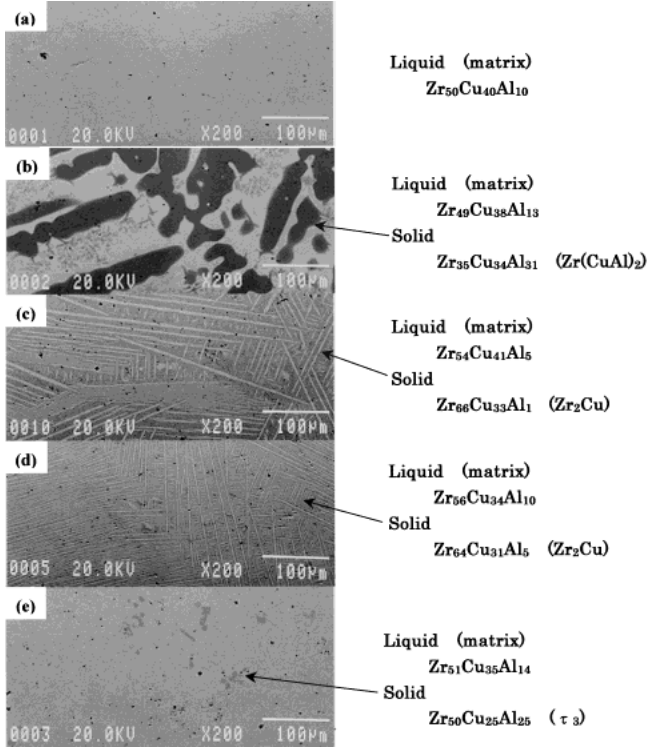 (a)
Liquid (matrix)
Zr50Cu40Al10
0001 20.0KV X200 100μm
(b)
Liquid (matrix)
Zr49Cu38Al13
Solid
Zr35Cu34Al31 (Zr(CuAl)2)
0002 20.0KV X200 100μm
(c)
Liquid (matrix)
Zr54Cu41Al5
Solid
Zr66Cu33Al1 (Zr2Cu)
0010 20.0KV X200 100μm
(d)
Liquid (matrix)
Zr56Cu34Al10
Solid
Zr64Cu31Al5 (Zr2Cu)
0005 20.0KV X200 100μm
(e)
Liquid (matrix)
Zr51Cu35Al14
Solid
Zr50Cu25Al25 (τ3)
0003 20.0KV X200 100μm